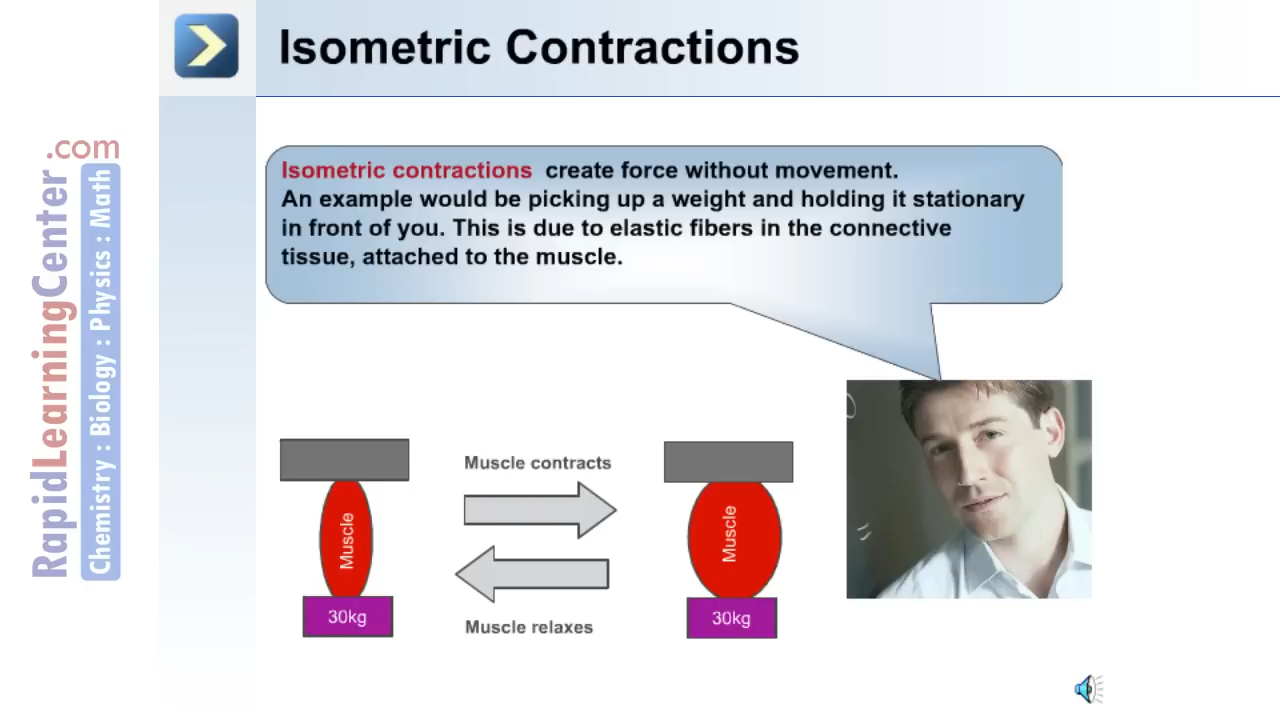 Isometric Contractions
RapidLearningCenter.com
Chemistry : Biology : Physics : Math
Isometric contractions create force without movement.
An example would be picking up a weight and holding it stationary
in front of you. This is due to elastic fibers in the connective
tissue, attached to the muscle.
Muscle contracts
Muscle
Muscle
30kg
30kg
Muscle relaxes